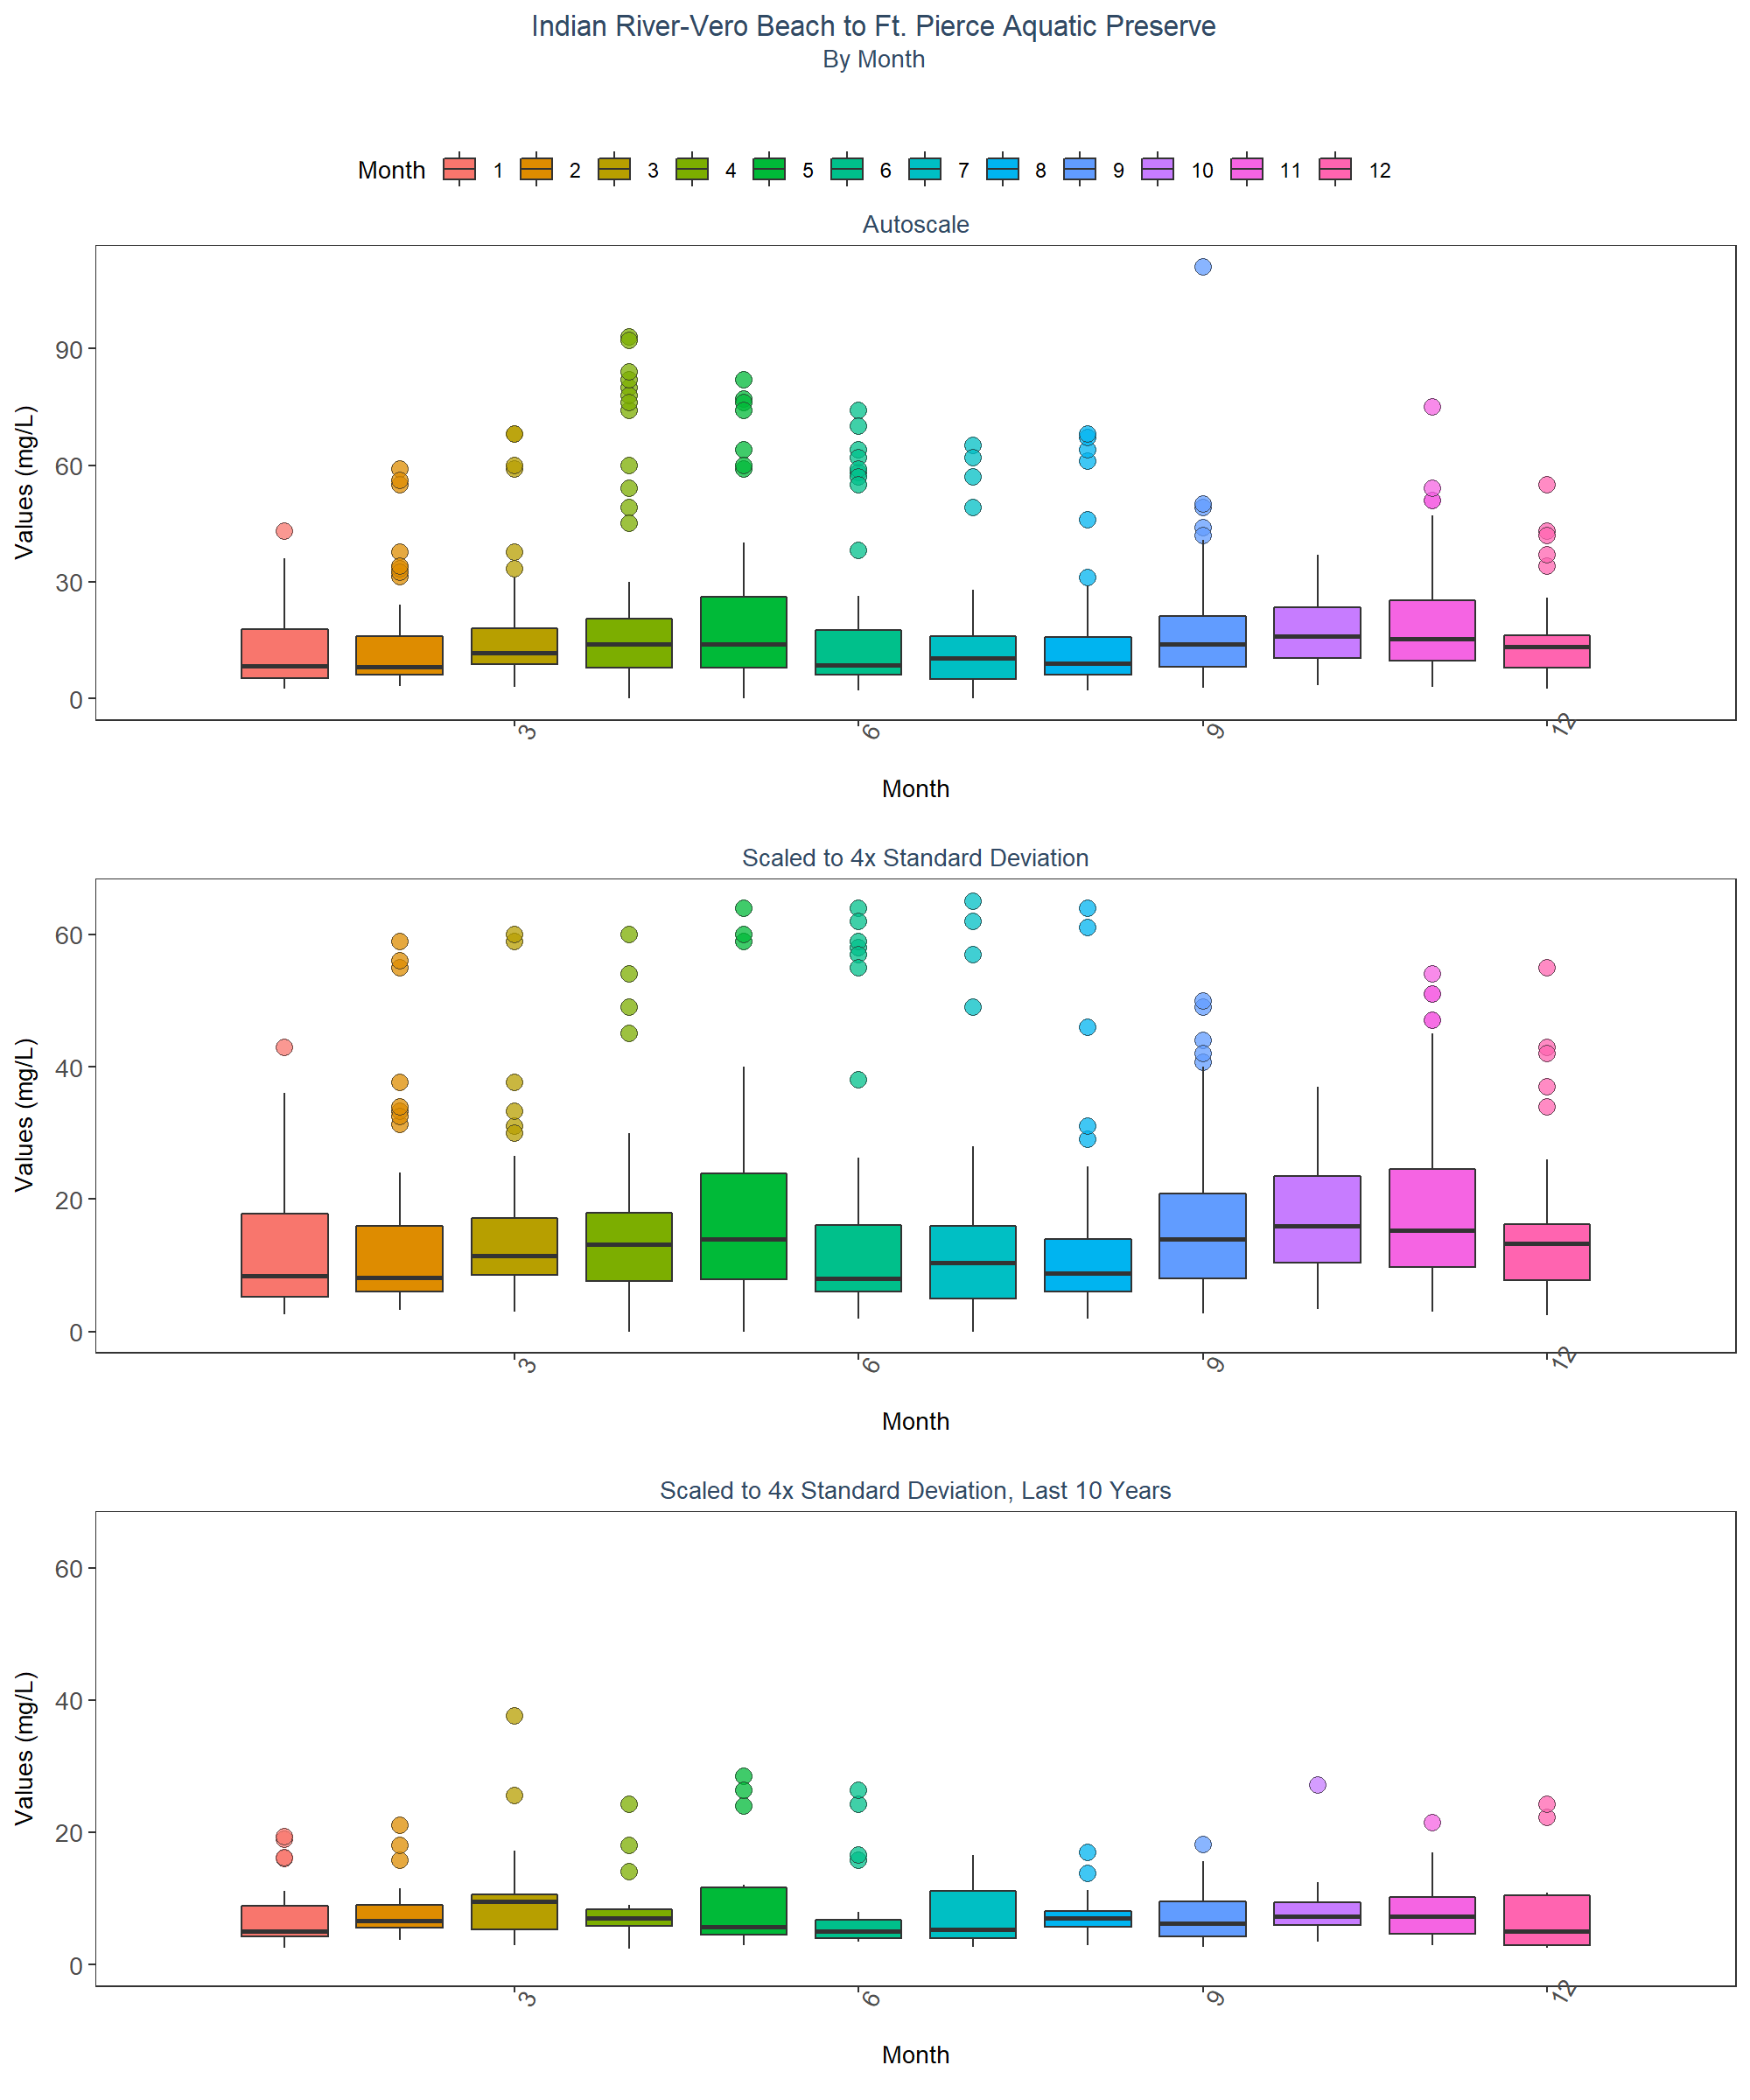 Indian River-Vero Beach to Ft. Pierce Aquatic Preserve
By Month
Month 1 2 3 4 5 6 7 8 9 10 11 12
Autoscale
Values (mg/L)
90
60
30
0
3 6 9 12
Month
Scaled to 4x Standard Deviation
Values (mg/L)
60
40
20
0
3 6 9 12
Month
Scaled to 4x Standard Deviation, Last 10 Years
Values (mg/L)
60
40
20
0
3 6 9 12
Month